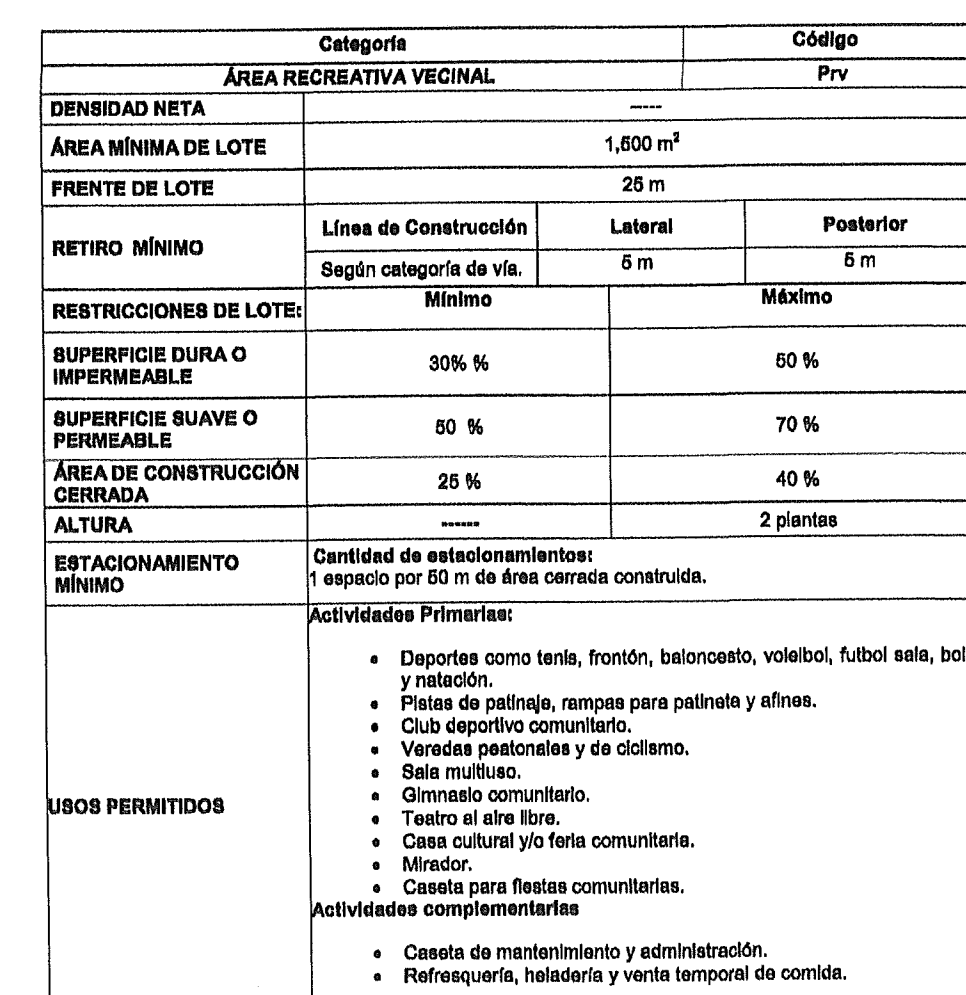 Categoría Código
ÁREA RECREATIVA VECINAL Prv
DENSIDAD NETA -----
ÁREA MÍNIMA DE LOTE 1,500 m²
FRENTE DE LOTE 25 m
RETIRO MÍNIMO
Línea de Construcción Lateral Posterior
Según categoría de vía. 5 m 5 m
RESTRICCIONES DE LOTE: Mínimo Máximo
SUPERFICIE DURA O
IMPERMEABLE
30% % 50 %
SUPERFICIE SUAVE O
PERMEABLE
50 % 70 %
ÁREA DE CONSTRUCCIÓN
CERRADA
25 % 40 %
ALTURA ------ 2 plantas
ESTACIONAMIENTO
MÍNIMO
Cantidad de estacionamientos:
1 espacio por 50 m de área cerrada construida.
USOS PERMITIDOS
Actividades Primarias:
• Deportes como tenis, frontón, baloncesto, voleibol, futbol sala, bol
y natación.
• Pistas de patinaje, rampas para patineta y afines.
• Club deportivo comunitario.
• Veredas peatonales y de ciclismo.
• Sala multiuso.
• Gimnasio comunitario.
• Teatro al aire libre.
• Casa cultural y/o feria comunitaria.
• Mirador.
• Caseta para fiestas comunitarias.
Actividades complementarias
• Caseta de mantenimiento y administración.
• Refresquería, heladería y venta temporal de comida.